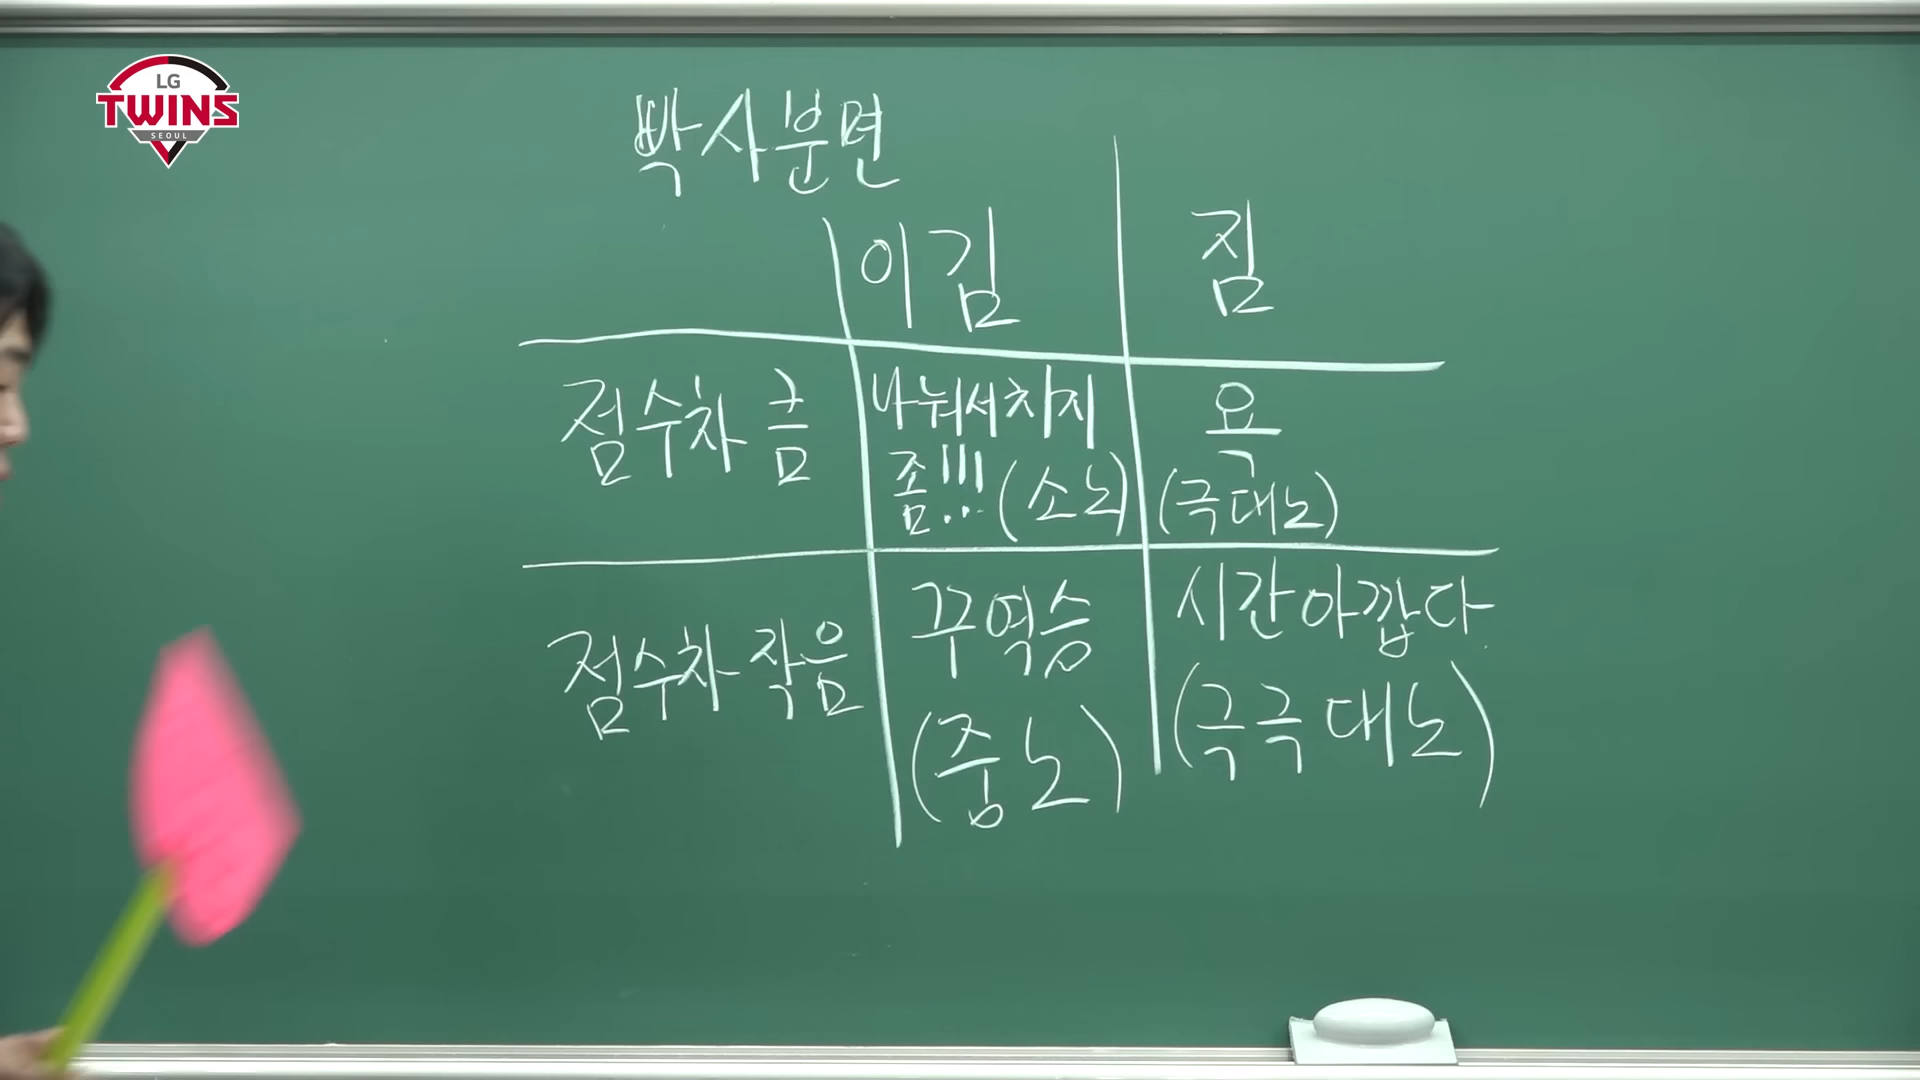 LG
TWINS
SEOUL
빡사분면
이김 짐
점수차 큼 나눠서치지 욕
좀!!! (소노) (극대노)
점수차 작음 꾸역승 시간아깝다.
(중노) (극극대노)